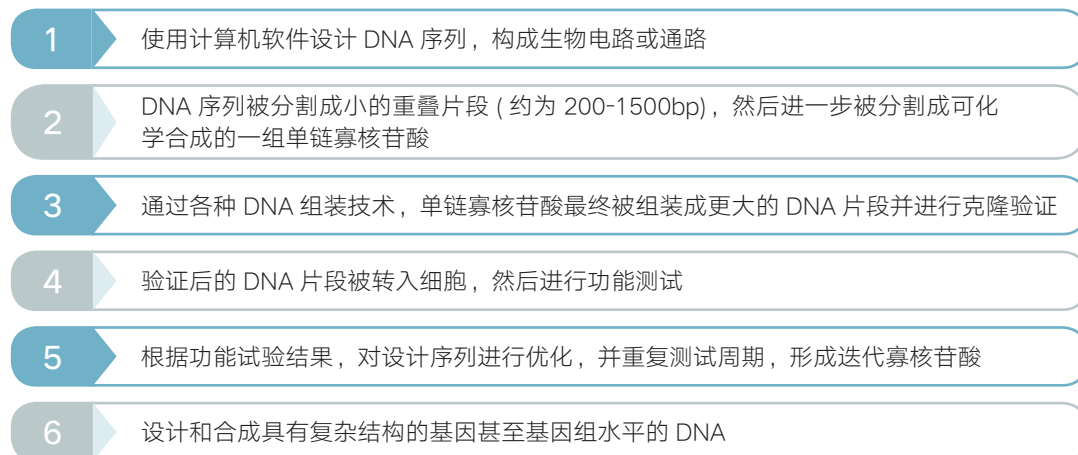 1
使用计算机软件设计 DNA 序列，构成生物电路或通路
2
DNA 序列被分割成小的重叠片段 ( 约为 200-1500bp)，然后进一步被分割成可化
学合成的一组单链寡核苷酸
3
通过各种 DNA 组装技术，单链寡核苷酸最终被组装成更大的 DNA 片段并进行克隆验证
4
验证后的 DNA 片段被转入细胞，然后进行功能测试
5
根据功能试验结果，对设计序列进行优化，并重复测试周期，形成迭代寡核苷酸
6
设计和合成具有复杂结构的基因甚至基因组水平的 DNA